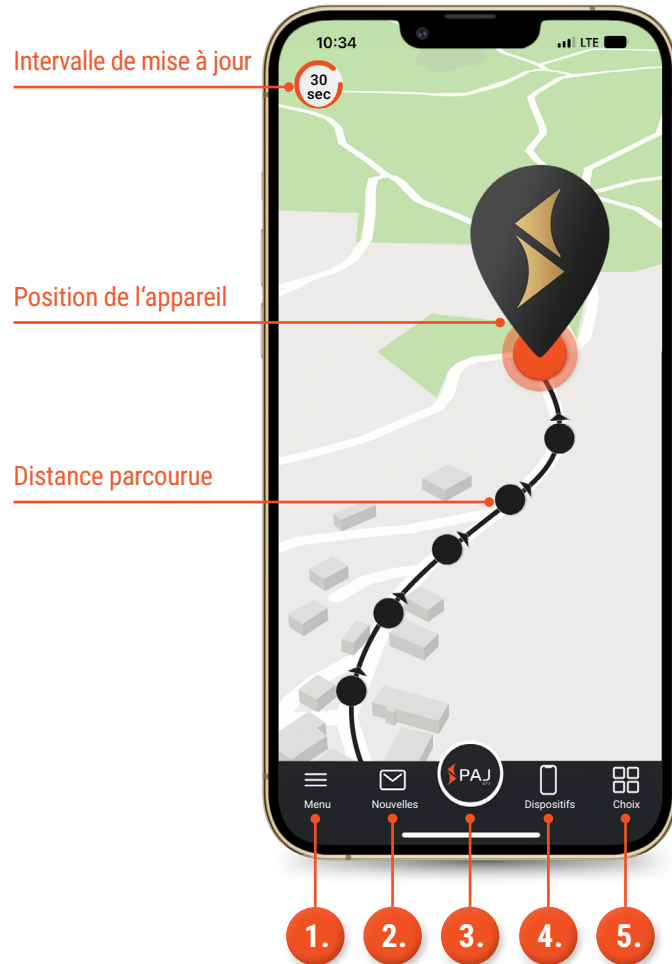 10:34
LTE
Intervalle de mise à jour
30
sec
Position de l‘appareil
Distance parcourue
PAJ
Menu
Nouvelles
Dispositifs
Choix
1.
2.
3.
4.
5.